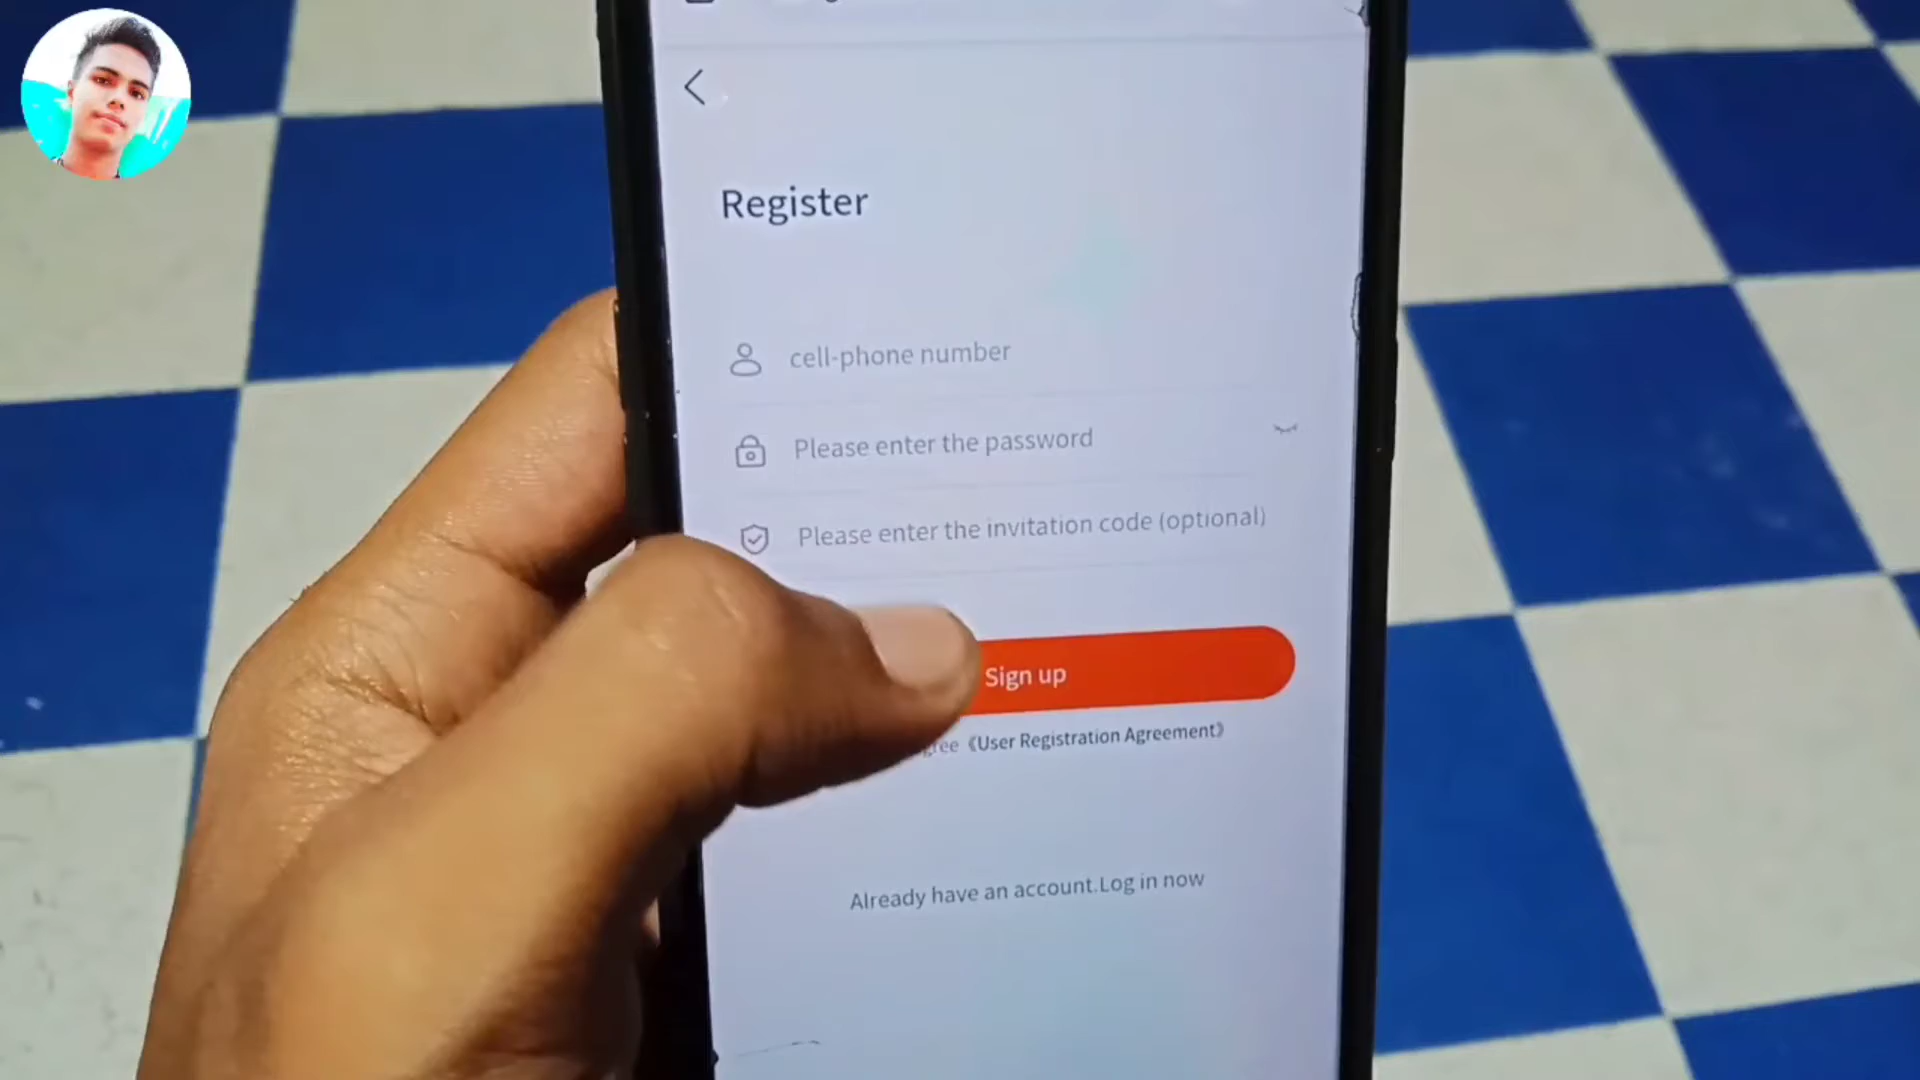 Register
cell-phone number
Please enter the password
Please enter the invitation code (optional)
Sign up
gree《User Registration Agreement》
Already have an account.Log in now